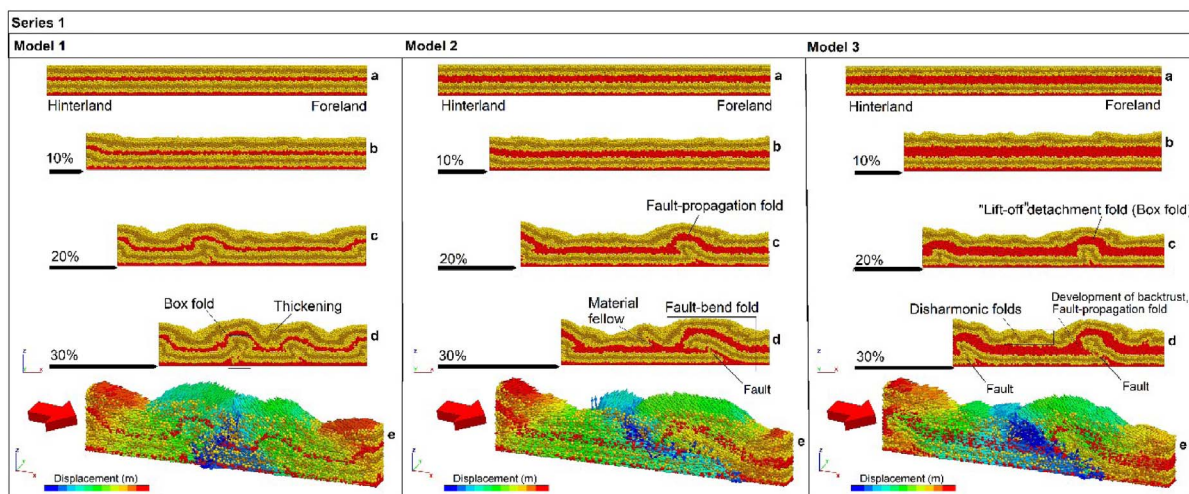 Series 1
Model 1
Model 2
Model 3
a
Hinterland
Foreland
b
10%
c
20%
Box fold
Thickening
d
30%
e
Displacement (m)
a
Hinterland
Foreland
b
10%
Fault-propagation fold
c
20%
Material
fellow
Fault-bend fold
d
30%
Fault
e
Displacement (m)
a
Hinterland
Foreland
b
10%
"Lift-off" detachment fold (Box fold)
c
20%
Disharmonic folds
Development of backtrust,
Fault-propagation fold
d
30%
Fault
Fault
e
Displacement (m)